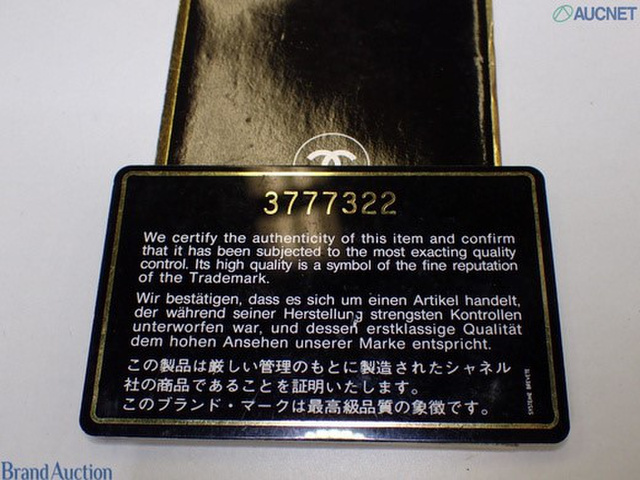 AUCNET
3777322
We certify the authenticity of this item and confirm
that it has been subjected to the most exacting quality
control. Its high quality is a symbol of the fine reputation
of the Trademark.
Wir bestätigen, dass es sich um einen Artikel handelt,
der während seiner Herstellung strengsten Kontrollen
unterworfen war, und dessen erstklassige Qualität
dem hohen Ansehen unserer Marke entspricht.
この製品は厳しい管理のもとに製造されたシャネル
社の商品であることを証明いたします。
このブランド・マークは最高級品質の象徴です。
SYSTEME BREVETE
Brand Auction